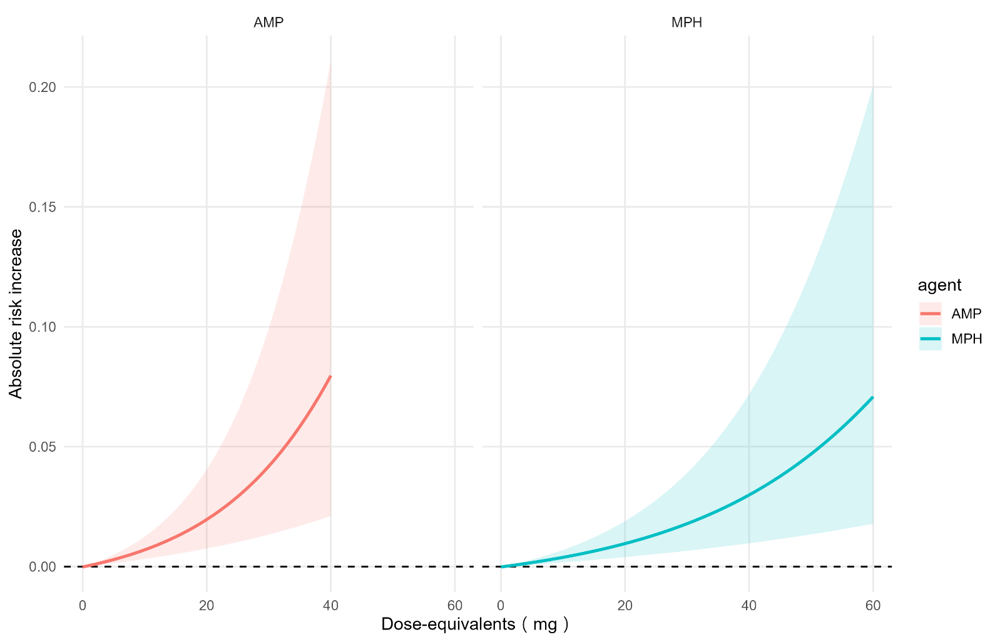 AMP
MPH
0.20
0.15
0.10
0.05
0.00
Absolute risk increase
0
20
40
60
0
20
40
60
Dose-equivalents ( mg )
agent
AMP
MPH